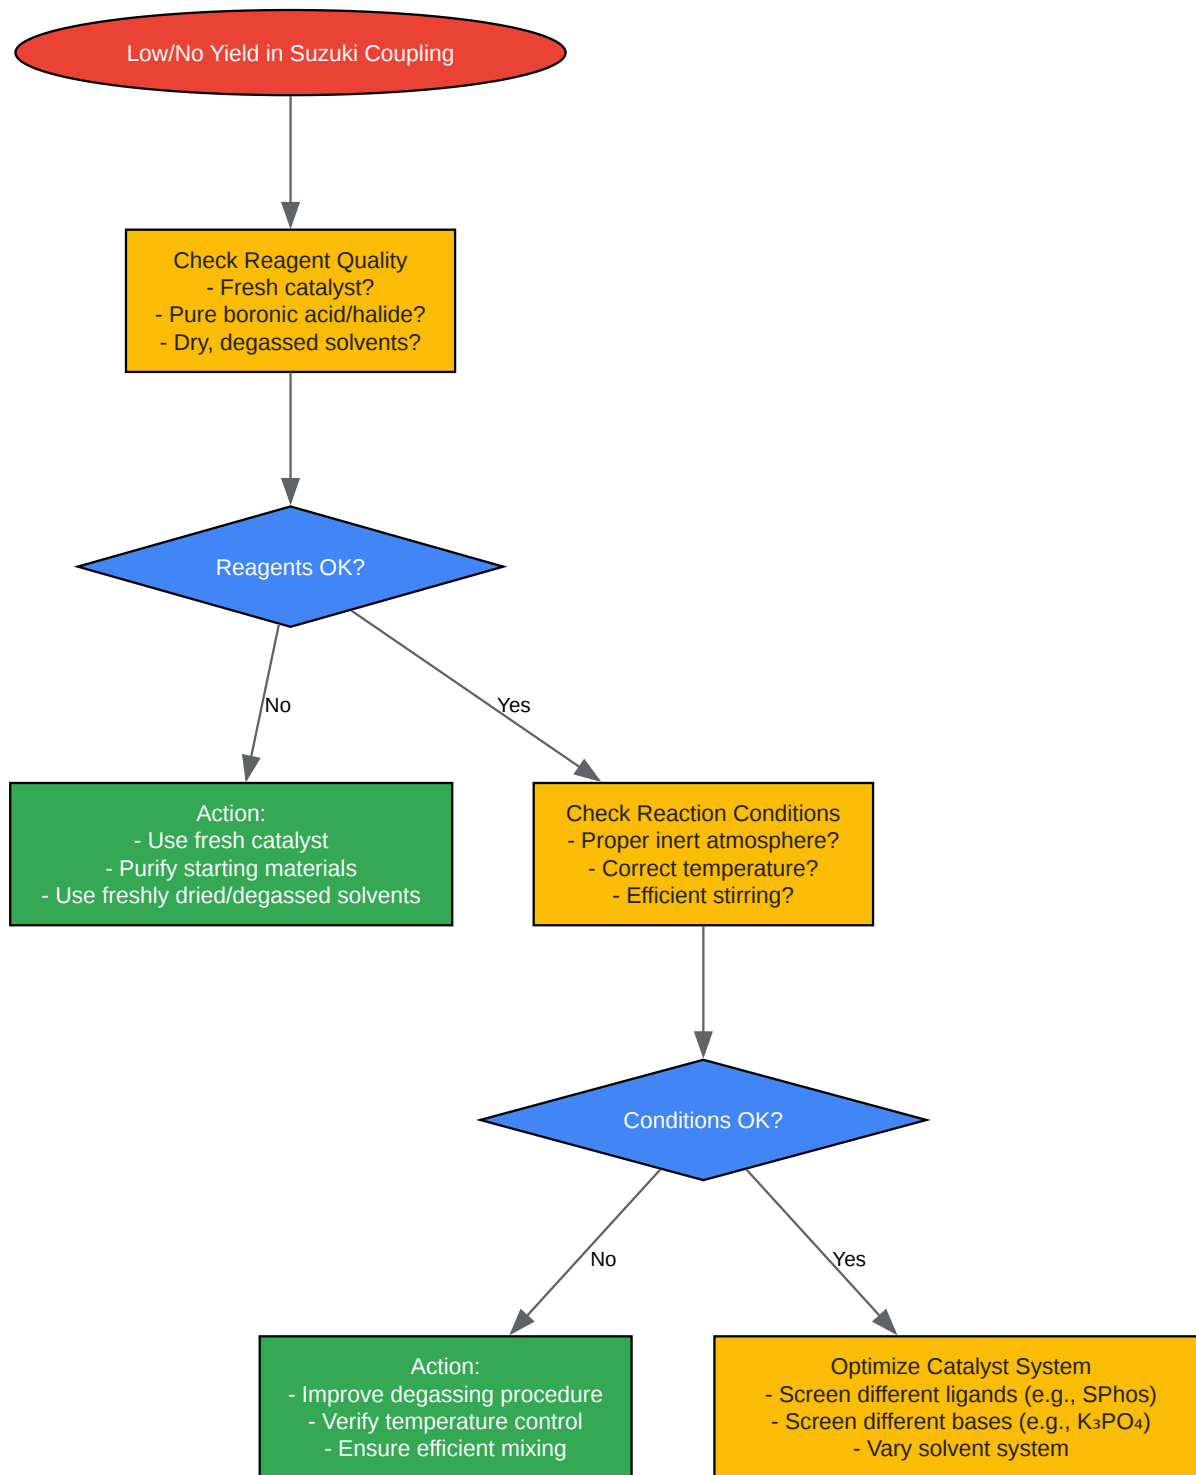 Low/No Yield in Suzuki Coupling
Check Reagent Quality
- Fresh catalyst?
- Pure boronic acid/halide?
- Dry, degassed solvents?
Reagents OK?
No
Yes
Action:
- Use fresh catalyst
- Purify starting materials
- Use freshly dried/degassed solvents
Check Reaction Conditions
- Proper inert atmosphere?
- Correct temperature?
- Efficient stirring?
Conditions OK?
No
Yes
Action:
- Improve degassing procedure
- Verify temperature control
- Ensure efficient mixing
Optimize Catalyst System
- Screen different ligands (e.g., SPhos)
- Screen different bases (e.g., K₃PO₄)
- Vary solvent system